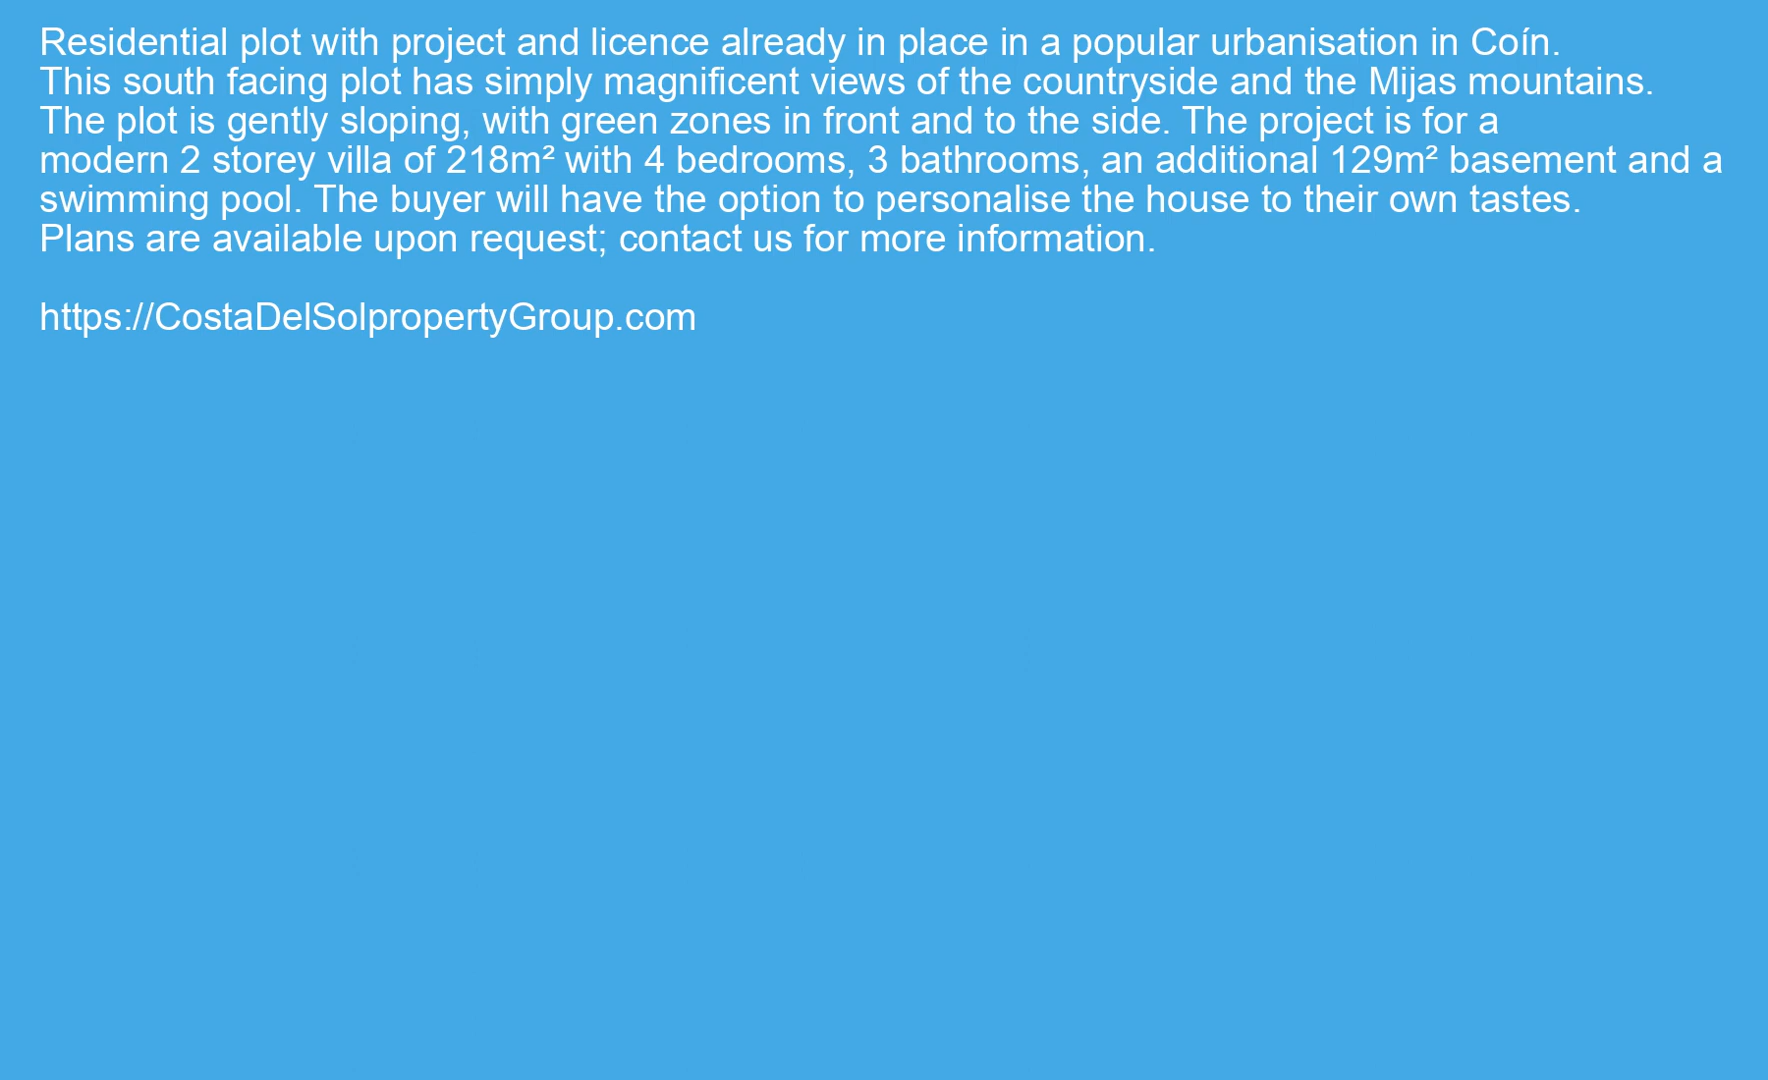 Residential plot with project and licence already in place in a popular urbanisation in Coín.
This south facing plot has simply magnificent views of the countryside and the Mijas mountains.
The plot is gently sloping, with green zones in front and to the side. The project is for a
modern 2 storey villa of 218m² with 4 bedrooms, 3 bathrooms, an additional 129m² basement and a
swimming pool. The buyer will have the option to personalise the house to their own tastes.
Plans are available upon request; contact us for more information.
https://CostaDelSolpropertyGroup.com